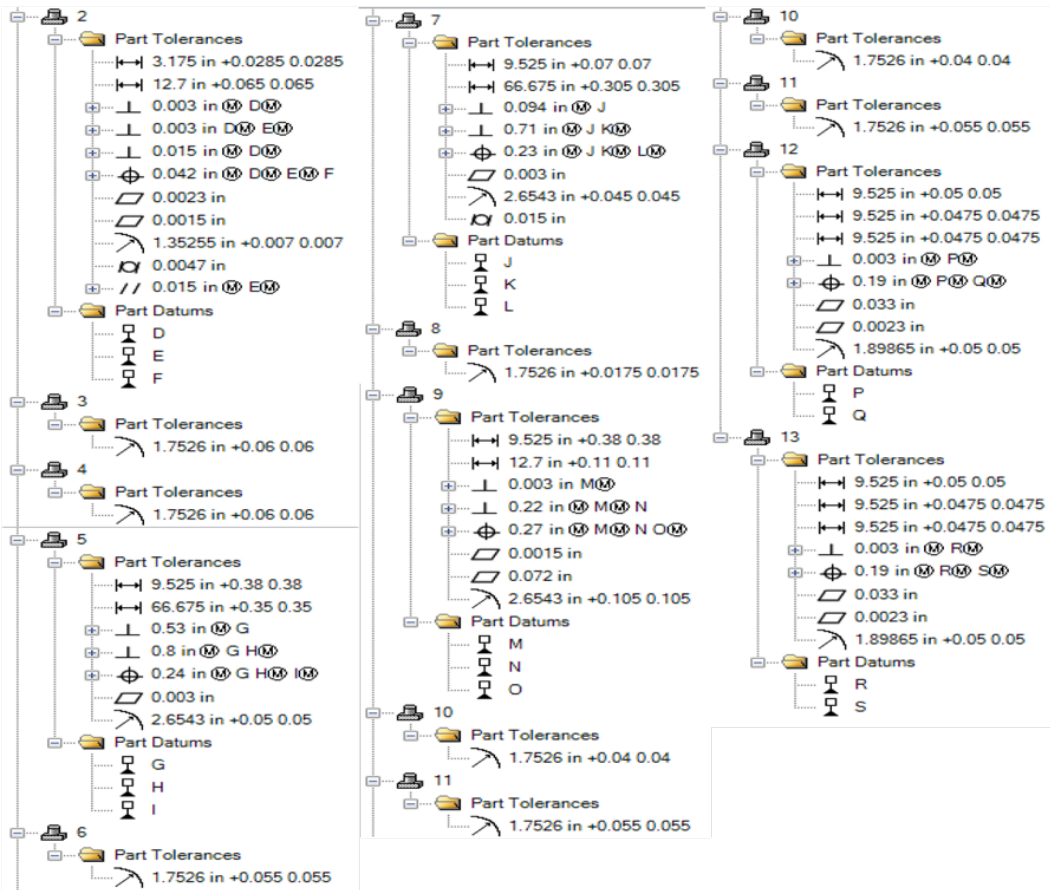 2
Part Tolerances
3.175 in +0.0285 0.0285
12.7 in +0.065 0.065
⊥ 0.003 in Ⓜ DⓂ
⊥ 0.003 in DⓂ EⓂ
⊥ 0.015 in Ⓜ DⓂ
⌖ 0.042 in Ⓜ DⓂ EⓂ F
0.0023 in
0.0015 in
1.35255 in +0.007 0.007
0.0047 in
// 0.015 in Ⓜ EⓂ
Part Datums
D
E
F
3
Part Tolerances
1.7526 in +0.06 0.06
4
Part Tolerances
1.7526 in +0.06 0.06
5
Part Tolerances
9.525 in +0.38 0.38
66.675 in +0.35 0.35
⊥ 0.53 in Ⓜ G
⊥ 0.8 in Ⓜ G HⓂ
⌖ 0.24 in Ⓜ G HⓂ IⓂ
0.003 in
2.6543 in +0.05 0.05
Part Datums
G
H
I
6
Part Tolerances
1.7526 in +0.055 0.055
7
Part Tolerances
9.525 in +0.07 0.07
66.675 in +0.305 0.305
⊥ 0.094 in Ⓜ J
⊥ 0.71 in Ⓜ J KⓂ
⌖ 0.23 in Ⓜ J KⓂ LⓂ
0.003 in
2.6543 in +0.045 0.045
0.015 in
Part Datums
J
K
L
8
Part Tolerances
1.7526 in +0.0175 0.0175
9
Part Tolerances
9.525 in +0.38 0.38
12.7 in +0.11 0.11
⊥ 0.003 in MⓂ
⊥ 0.22 in Ⓜ MⓂ N
⌖ 0.27 in Ⓜ MⓂ N OⓂ
0.0015 in
0.072 in
2.6543 in +0.105 0.105
Part Datums
M
N
O
10
Part Tolerances
1.7526 in +0.04 0.04
11
Part Tolerances
1.7526 in +0.055 0.055
10
Part Tolerances
1.7526 in +0.04 0.04
11
Part Tolerances
1.7526 in +0.055 0.055
12
Part Tolerances
9.525 in +0.05 0.05
9.525 in +0.0475 0.0475
9.525 in +0.0475 0.0475
⊥ 0.003 in Ⓜ PⓂ
⌖ 0.19 in Ⓜ PⓂ QⓂ
0.033 in
0.0023 in
1.89865 in +0.05 0.05
Part Datums
P
Q
13
Part Tolerances
9.525 in +0.05 0.05
9.525 in +0.0475 0.0475
9.525 in +0.0475 0.0475
⊥ 0.003 in Ⓜ RⓂ
⌖ 0.19 in Ⓜ RⓂ SⓂ
0.033 in
0.0023 in
1.89865 in +0.05 0.05
Part Datums
R
S